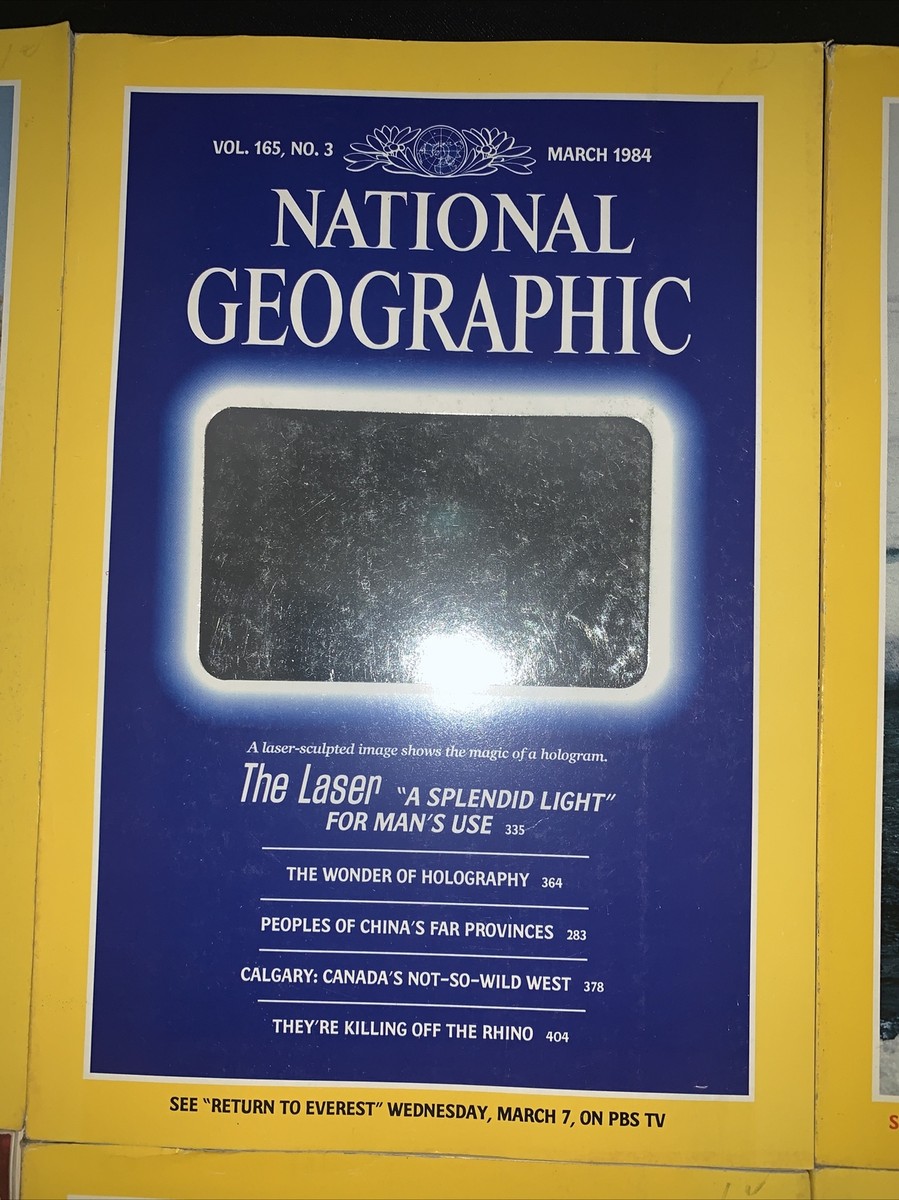 VOL. 165, NO. 3
MARCH 1984
NATIONAL
GEOGRAPHIC
A laser-sculpted image shows the magic of a hologram.
The Laser "A SPLENDID LIGHT"
FOR MAN'S USE 335
THE WONDER OF HOLOGRAPHY 364
PEOPLES OF CHINA'S FAR PROVINCES 283
CALGARY: CANADA'S NOT-SO-WILD WEST 378
THEY'RE KILLING OFF THE RHINO 404
SEE "RETURN TO EVEREST" WEDNESDAY, MARCH 7, ON PBS TV
S